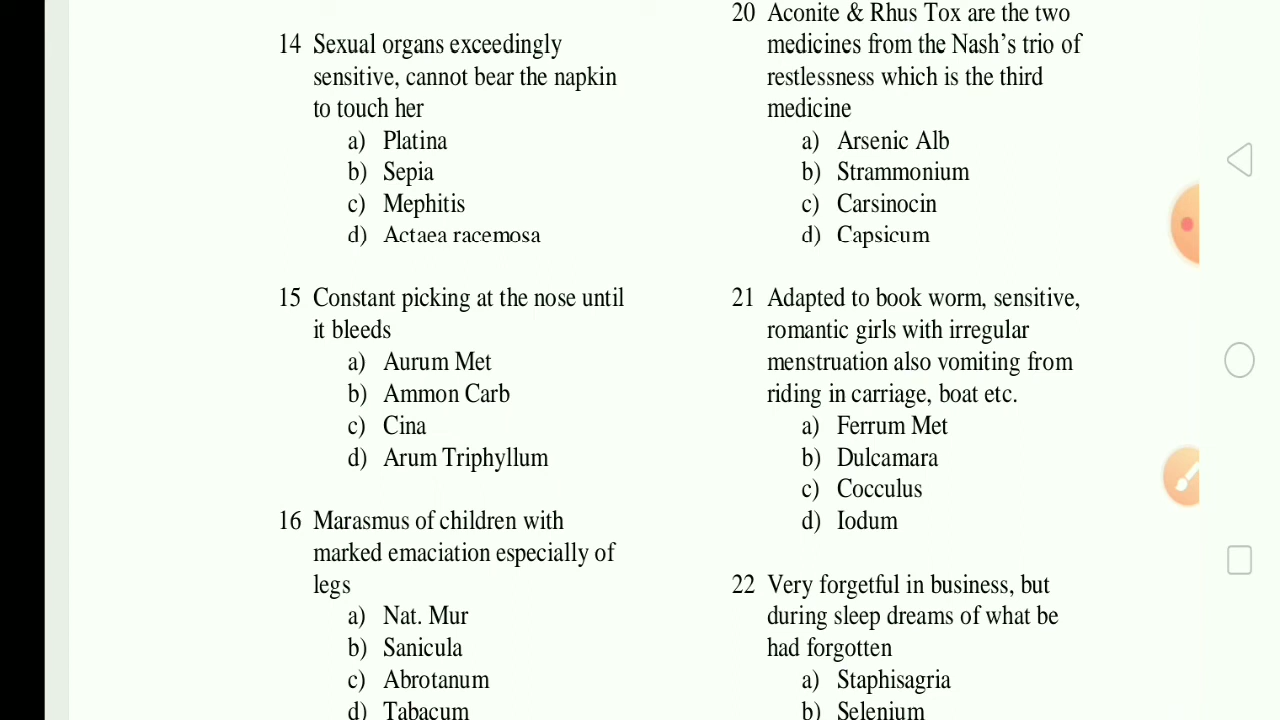 14 Sexual organs exceedingly
sensitive, cannot bear the napkin
to touch her
a) Platina
b) Sepia
c) Mephitis
d) Actaea racemosa
15 Constant picking at the nose until
it bleeds
a) Aurum Met
b) Ammon Carb
c) Cina
d) Arum Triphyllum
16 Marasmus of children with
marked emaciation especially of
legs
a) Nat. Mur
b) Sanicula
c) Abrotanum
d) Tabacum
20 Aconite & Rhus Tox are the two
medicines from the Nash's trio of
restlessness which is the third
medicine
a) Arsenic Alb
b) Strammonium
c) Carsinocin
d) Capsicum
21 Adapted to book worm, sensitive,
romantic girls with irregular
menstruation also vomiting from
riding in carriage, boat etc.
a) Ferrum Met
b) Dulcamara
c) Cocculus
d) Iodum
22 Very forgetful in business, but
during sleep dreams of what be
had forgotten
a) Staphisagria
b) Selenium